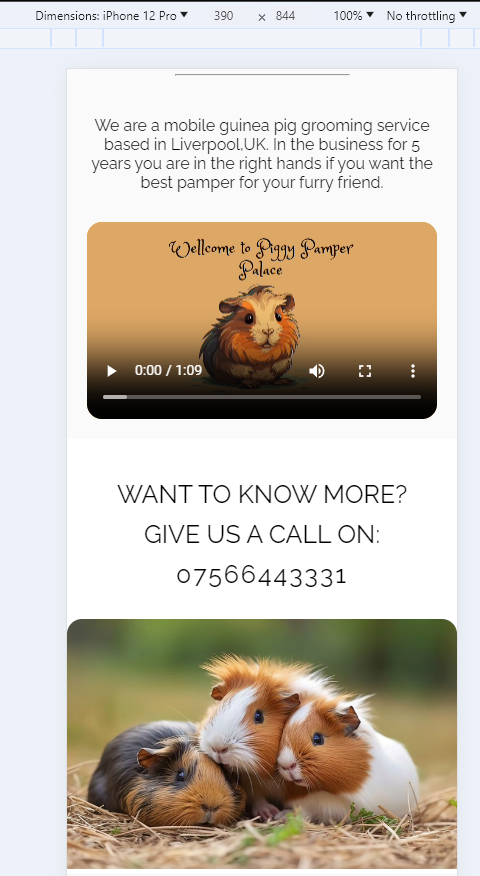 Dimensions: iPhone 12 Pro 390 × 844 100% No throttling
We are a mobile guinea pig grooming service
based in Liverpool,UK. In the business for 5
years you are in the right hands if you want the
best pamper for your furry friend.
Wellcome to Piggy Pamper
Palace
0:00 / 1:09
WANT TO KNOW MORE?
GIVE US A CALL ON:
07566443331